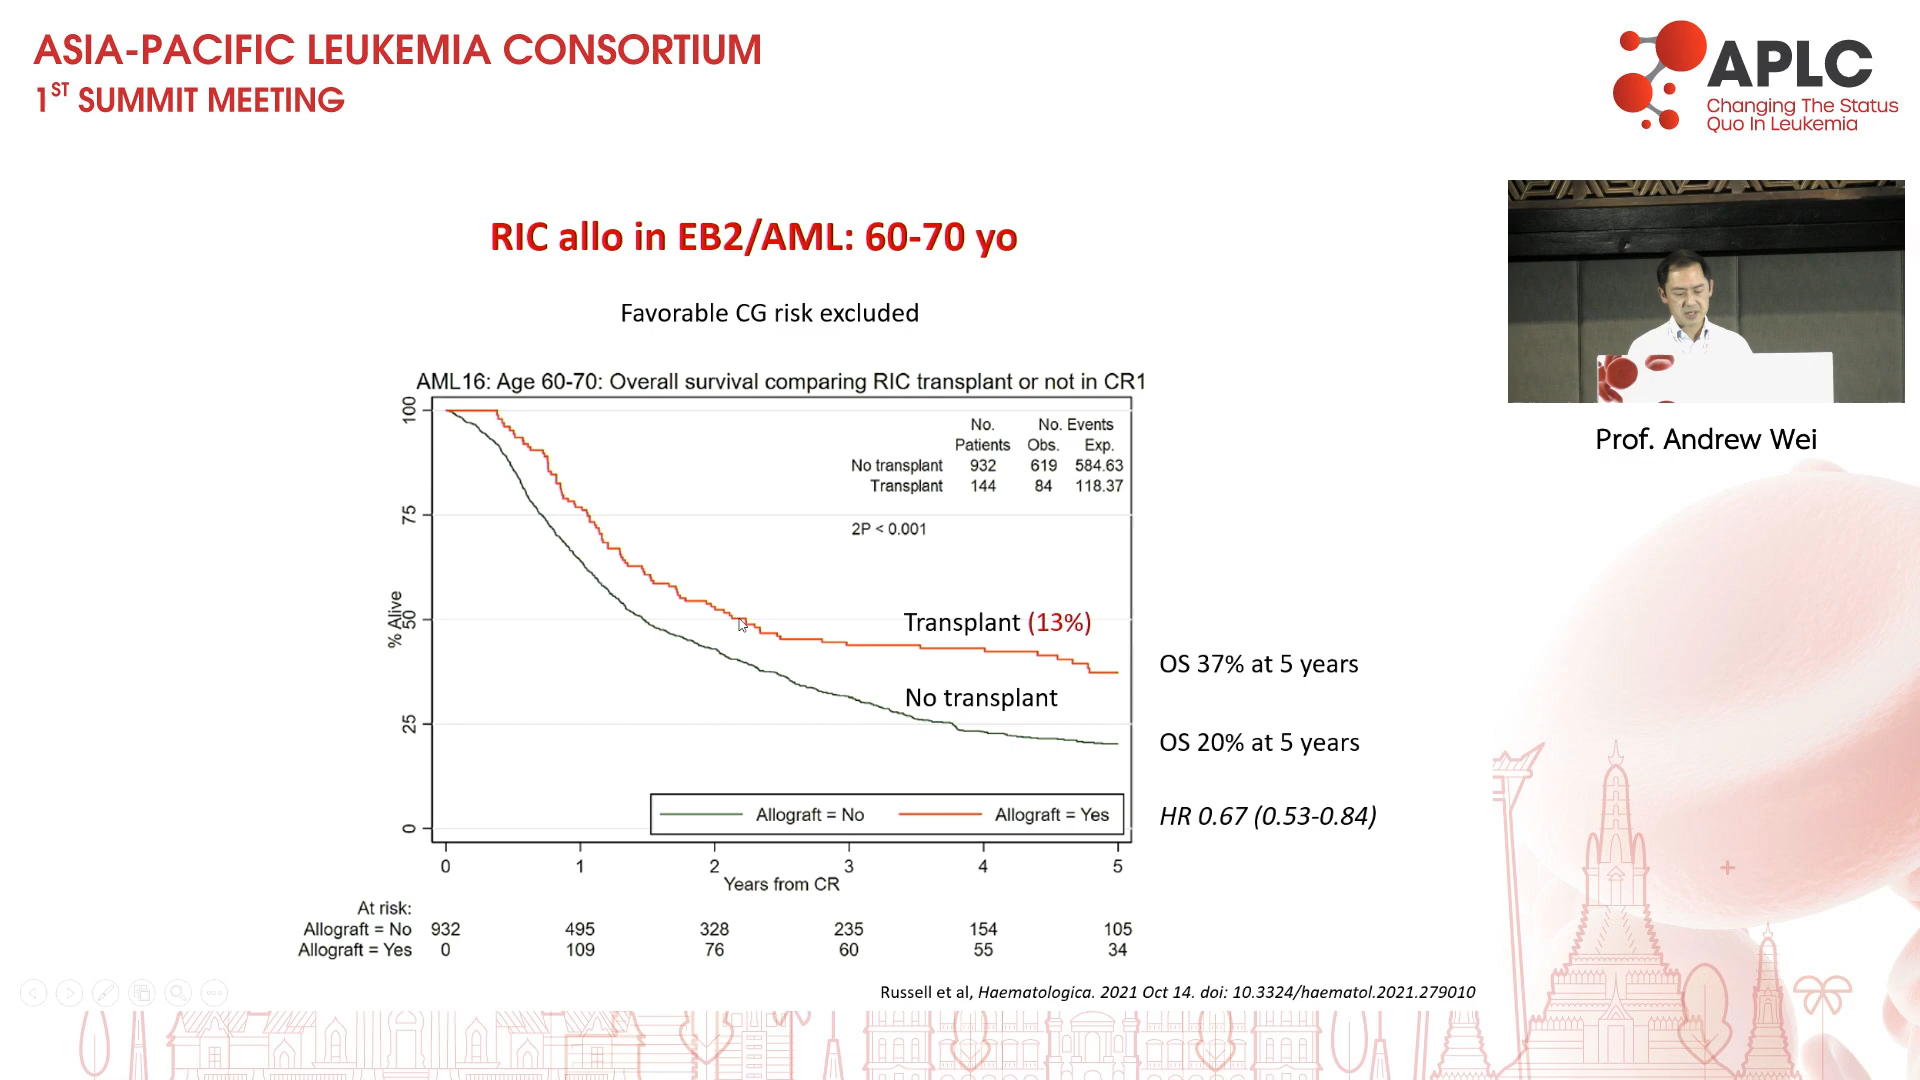 ASIA-PACIFIC LEUKEMIA CONSORTIUM
1ST SUMMIT MEETING
APLC
Changing The Status
Quo In Leukemia
RIC allo in EB2/AML: 60-70 yo
Favorable CG risk excluded
Prof. Andrew Wei
AML16: Age 60-70: Overall survival comparing RIC transplant or not in CR1
No. No. Events
Patients Obs. Exp.
No transplant 932 619 584.63
Transplant 144 84 118.37
2P < 0.001
% Alive
100
75
50
25
0
Transplant (13%)
No transplant
OS 37% at 5 years
OS 20% at 5 years
HR 0.67 (0.53-0.84)
Allograft = No Allograft = Yes
0 1 2 3 4 5
Years from CR
At risk:
Allograft = No 932 495 328 235 154 105
Allograft = Yes 0 109 76 60 55 34
Russell et al, Haematologica. 2021 Oct 14. doi: 10.3324/haematol.2021.279010